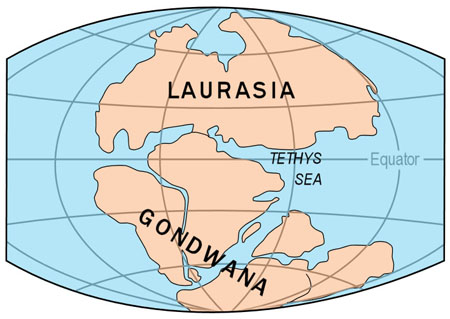 LAURASIA
TETHYS
SEA
Equator
GONDWANA